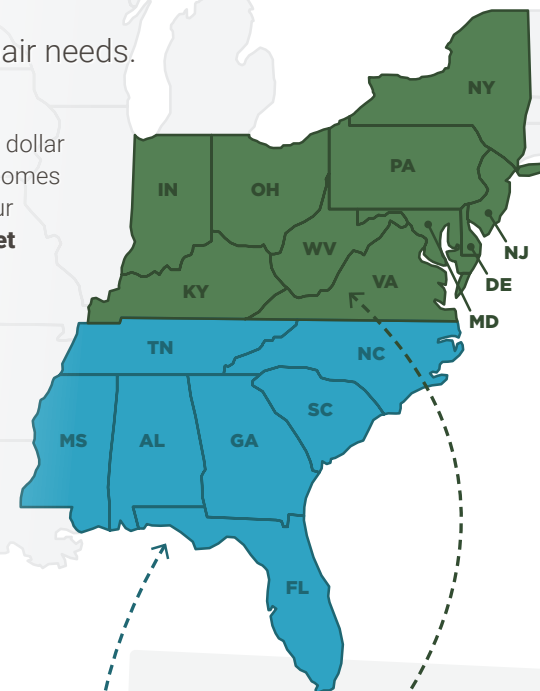 air needs.
dollar
omes
ur
et
NY
PA
IN
OH
WV
NJ
VA
DE
KY
MD
TN
NC
SC
MS
AL
GA
FL